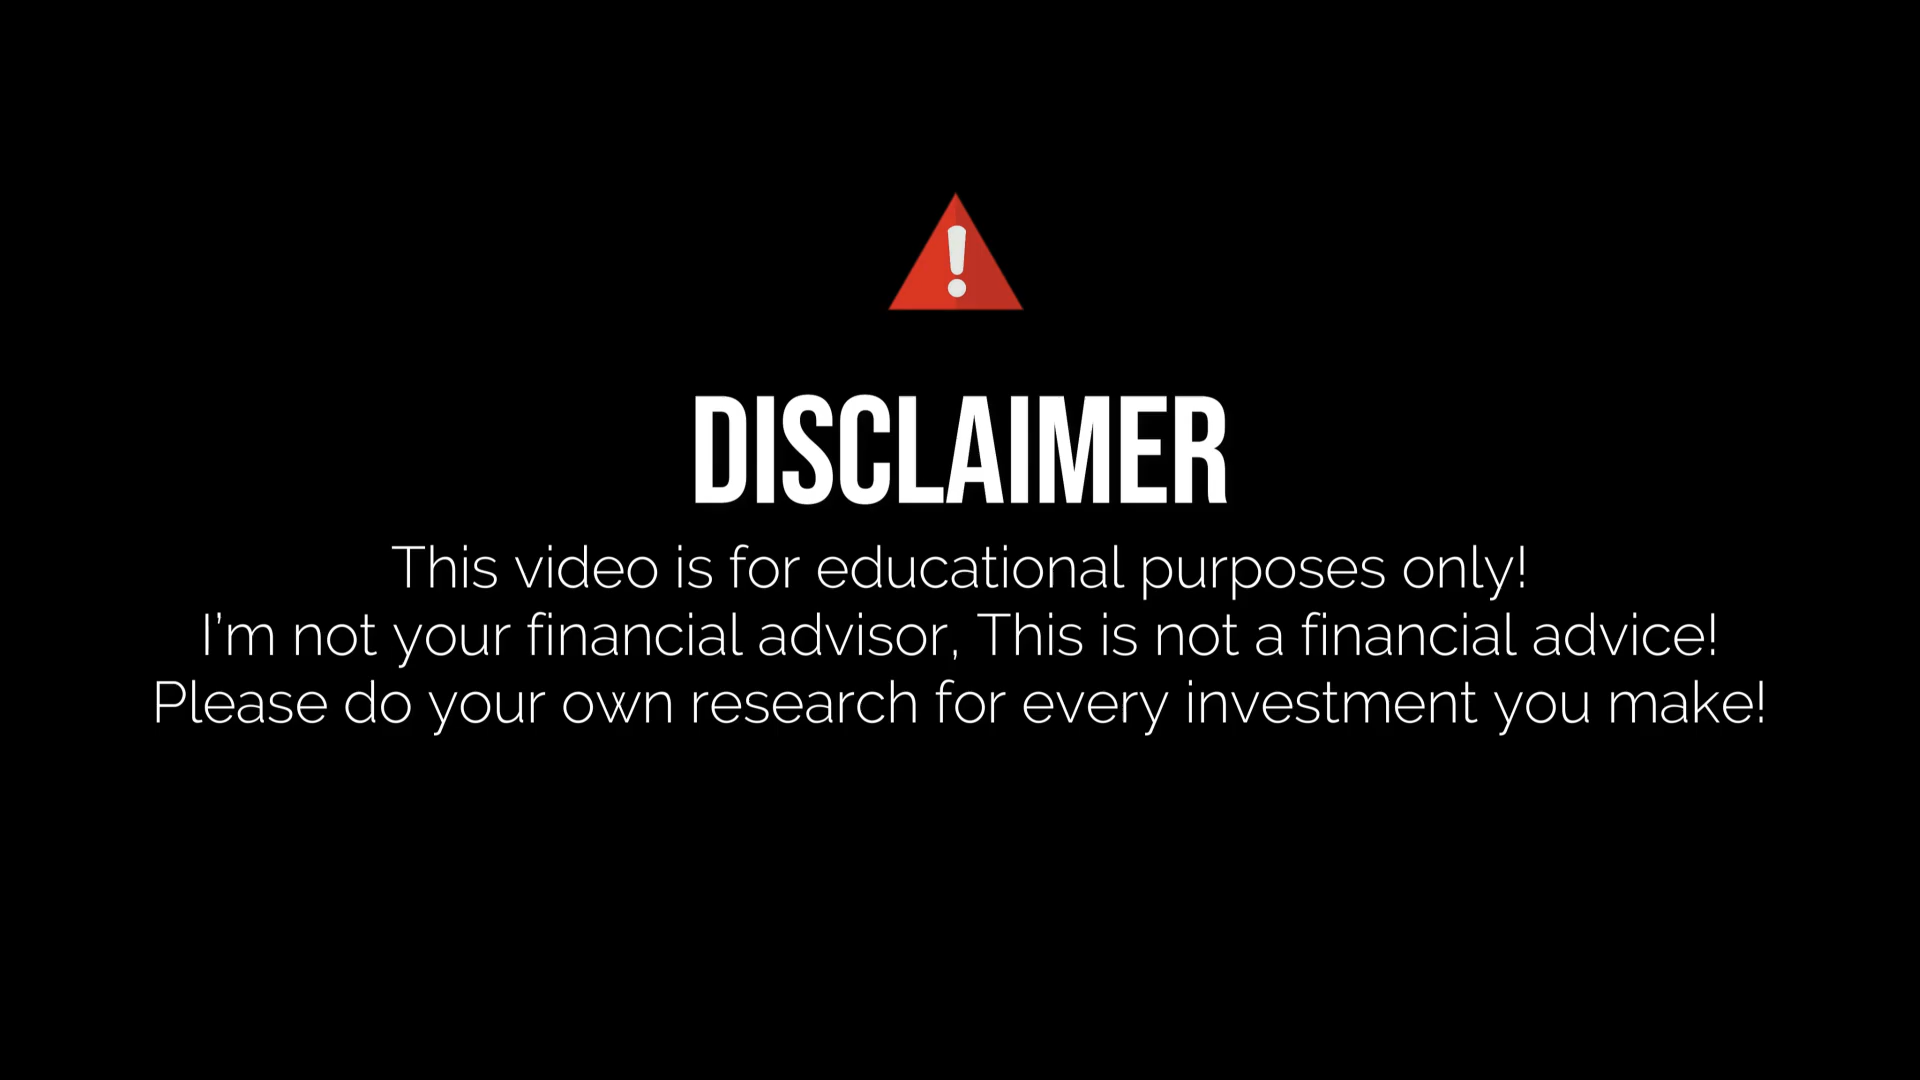 DISCLAIMER
This video is for educational purposes only!
I'm not your financial advisor, This is not a financial advice!
Please do your own research for every investment you make!